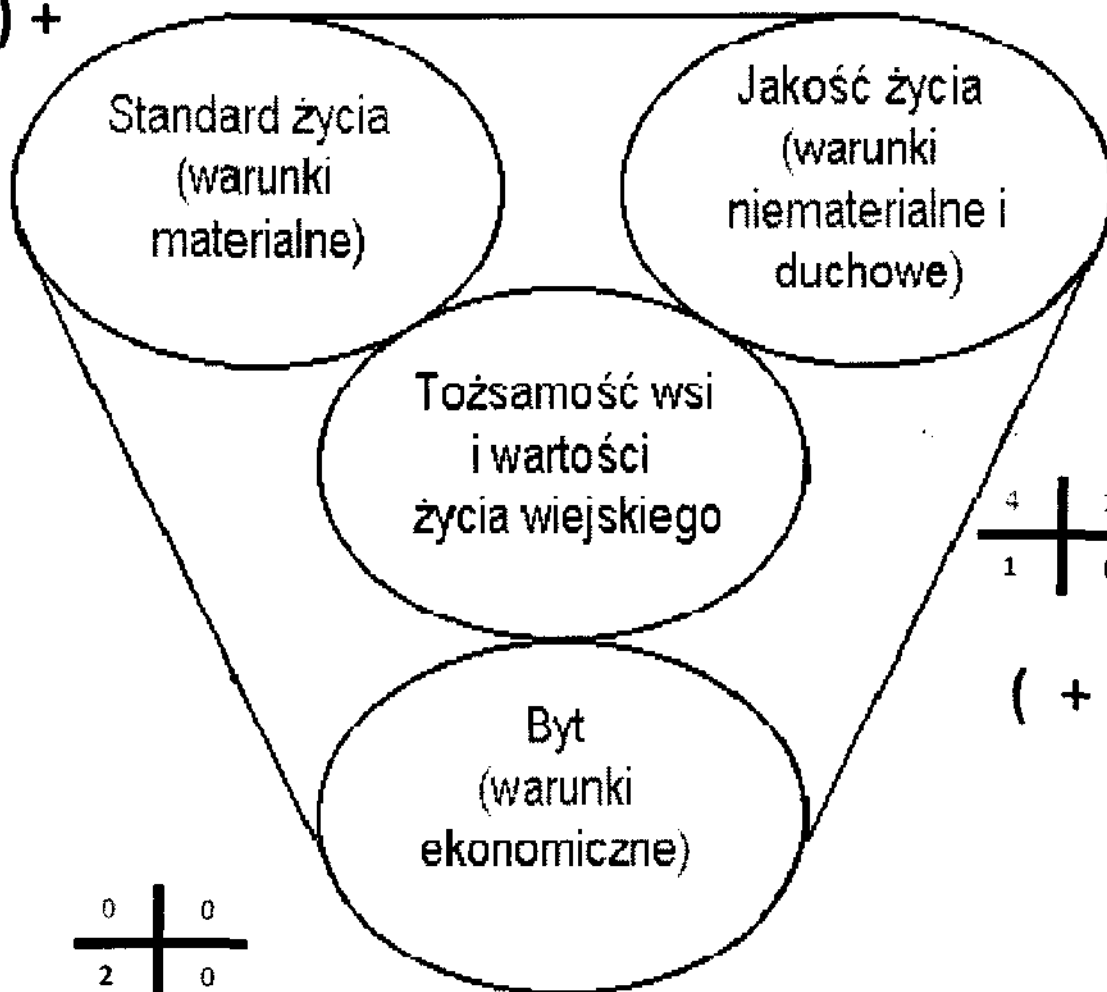 ) +
Standard życia
(warunki
materialne)
Jakość życia
(warunki
niematerialne i
duchowe)
Tożsamość wsi
i wartości
życia wiejskiego
4
1
( +
Byt
(warunki
ekonomiczne)
0 0
2 0